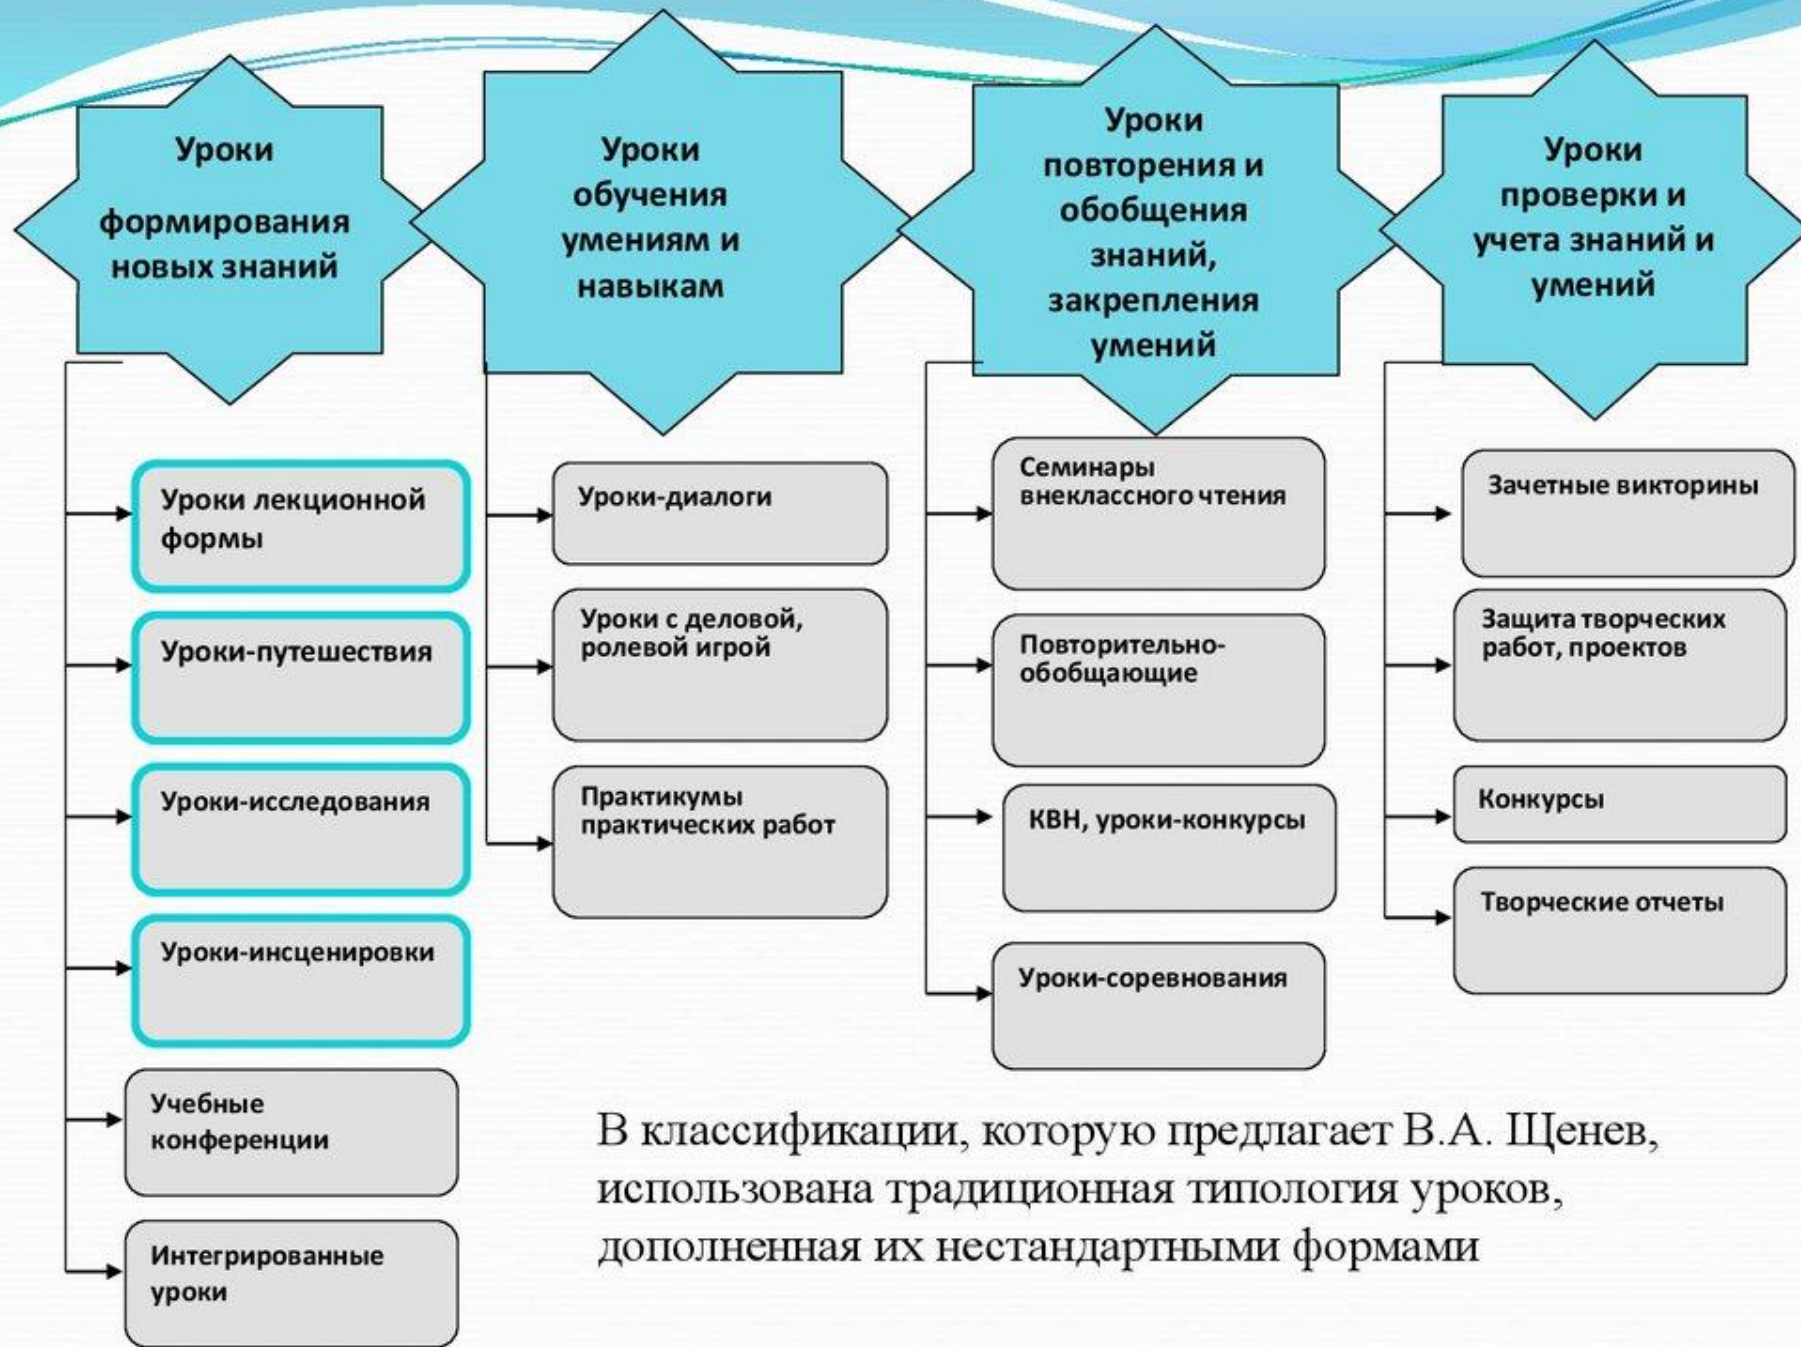 Уроки
формирования
новых знаний
Уроки лекционной
формы
Уроки-путешествия
Уроки-исследования
Уроки-инсценировки
Учебные
конференции
Интегрированные
уроки
Уроки
обучения
умениям и
навыкам
Уроки-диалоги
Уроки с деловой,
ролевой игрой
Практикумы
практических работ
Уроки
повторения и
обобщения
знаний,
закрепления
умений
Семинары
внеклассного чтения
Повторительно-
обобщающие
КВН, уроки-конкурсы
Уроки-соревнования
Уроки
проверки и
учета знаний и
умений
Зачетные викторины
Защита творческих
работ, проектов
Конкурсы
Творческие отчеты
В классификации, которую предлагает В.А. Щенев,
использована традиционная типология уроков,
дополненная их нестандартными формами